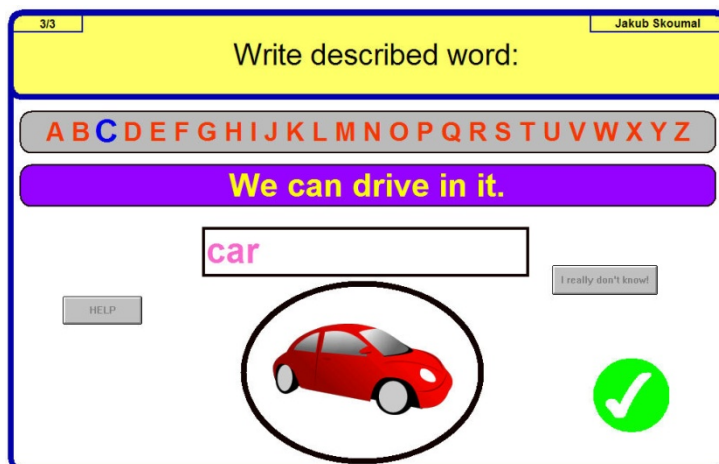 3/3
Jakub Skoumal
Write described word:
A B C D E F G H I J K L M N O P Q R S T U V W X Y Z
We can drive in it.
car
I really don't know!
HELP